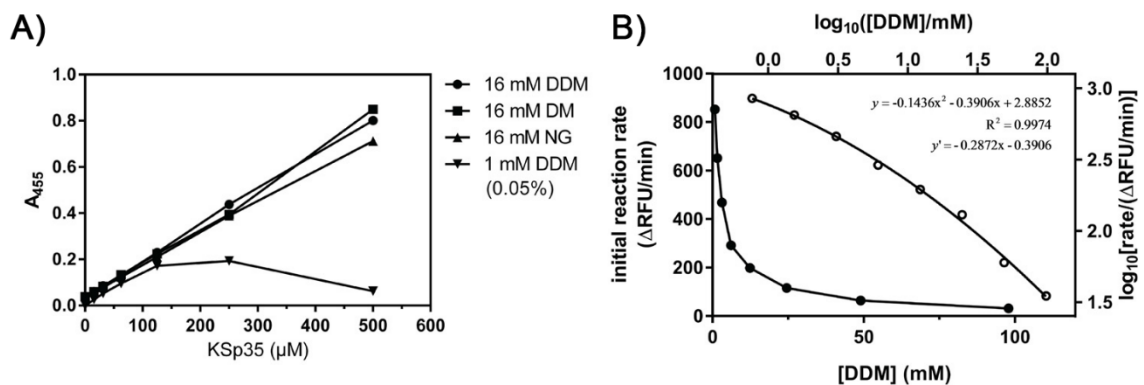 A)
1.0
0.8
0.6
0.4
0.2
0.0
A₄₅₅
0 100 200 300 400 500 600
KSp35 (µM)
16 mM DDM
16 mM DM
16 mM NG
1 mM DDM
(0.05%)
B)
log₁₀([DDM]/mM)
0.0 0.5 1.0 1.5 2.0
1000
800
600
400
200
0
initial reaction rate
(ΔRFU/min)
y = -0.1436x² - 0.3906x + 2.8852
R² = 0.9974
y' = - 0.2872x - 0.3906
3.0
2.5
2.0
1.5
log₁₀[rate/(ΔRFU/min)]
0 50 100
[DDM] (mM)